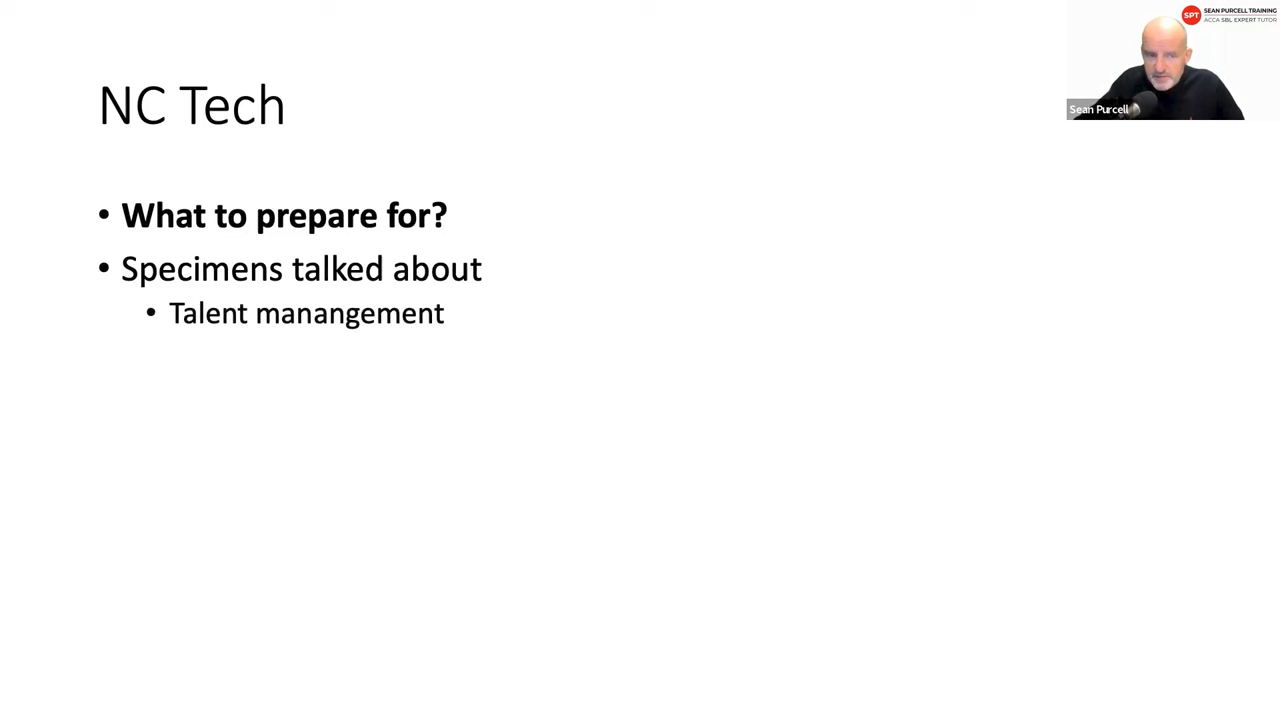 SPT
SEAN PURCELL TRAINING
ACCA SBL EXPERT TUTOR
NC Tech
Sean Purcell
• What to prepare for?
• Specimens talked about
• Talent manangement